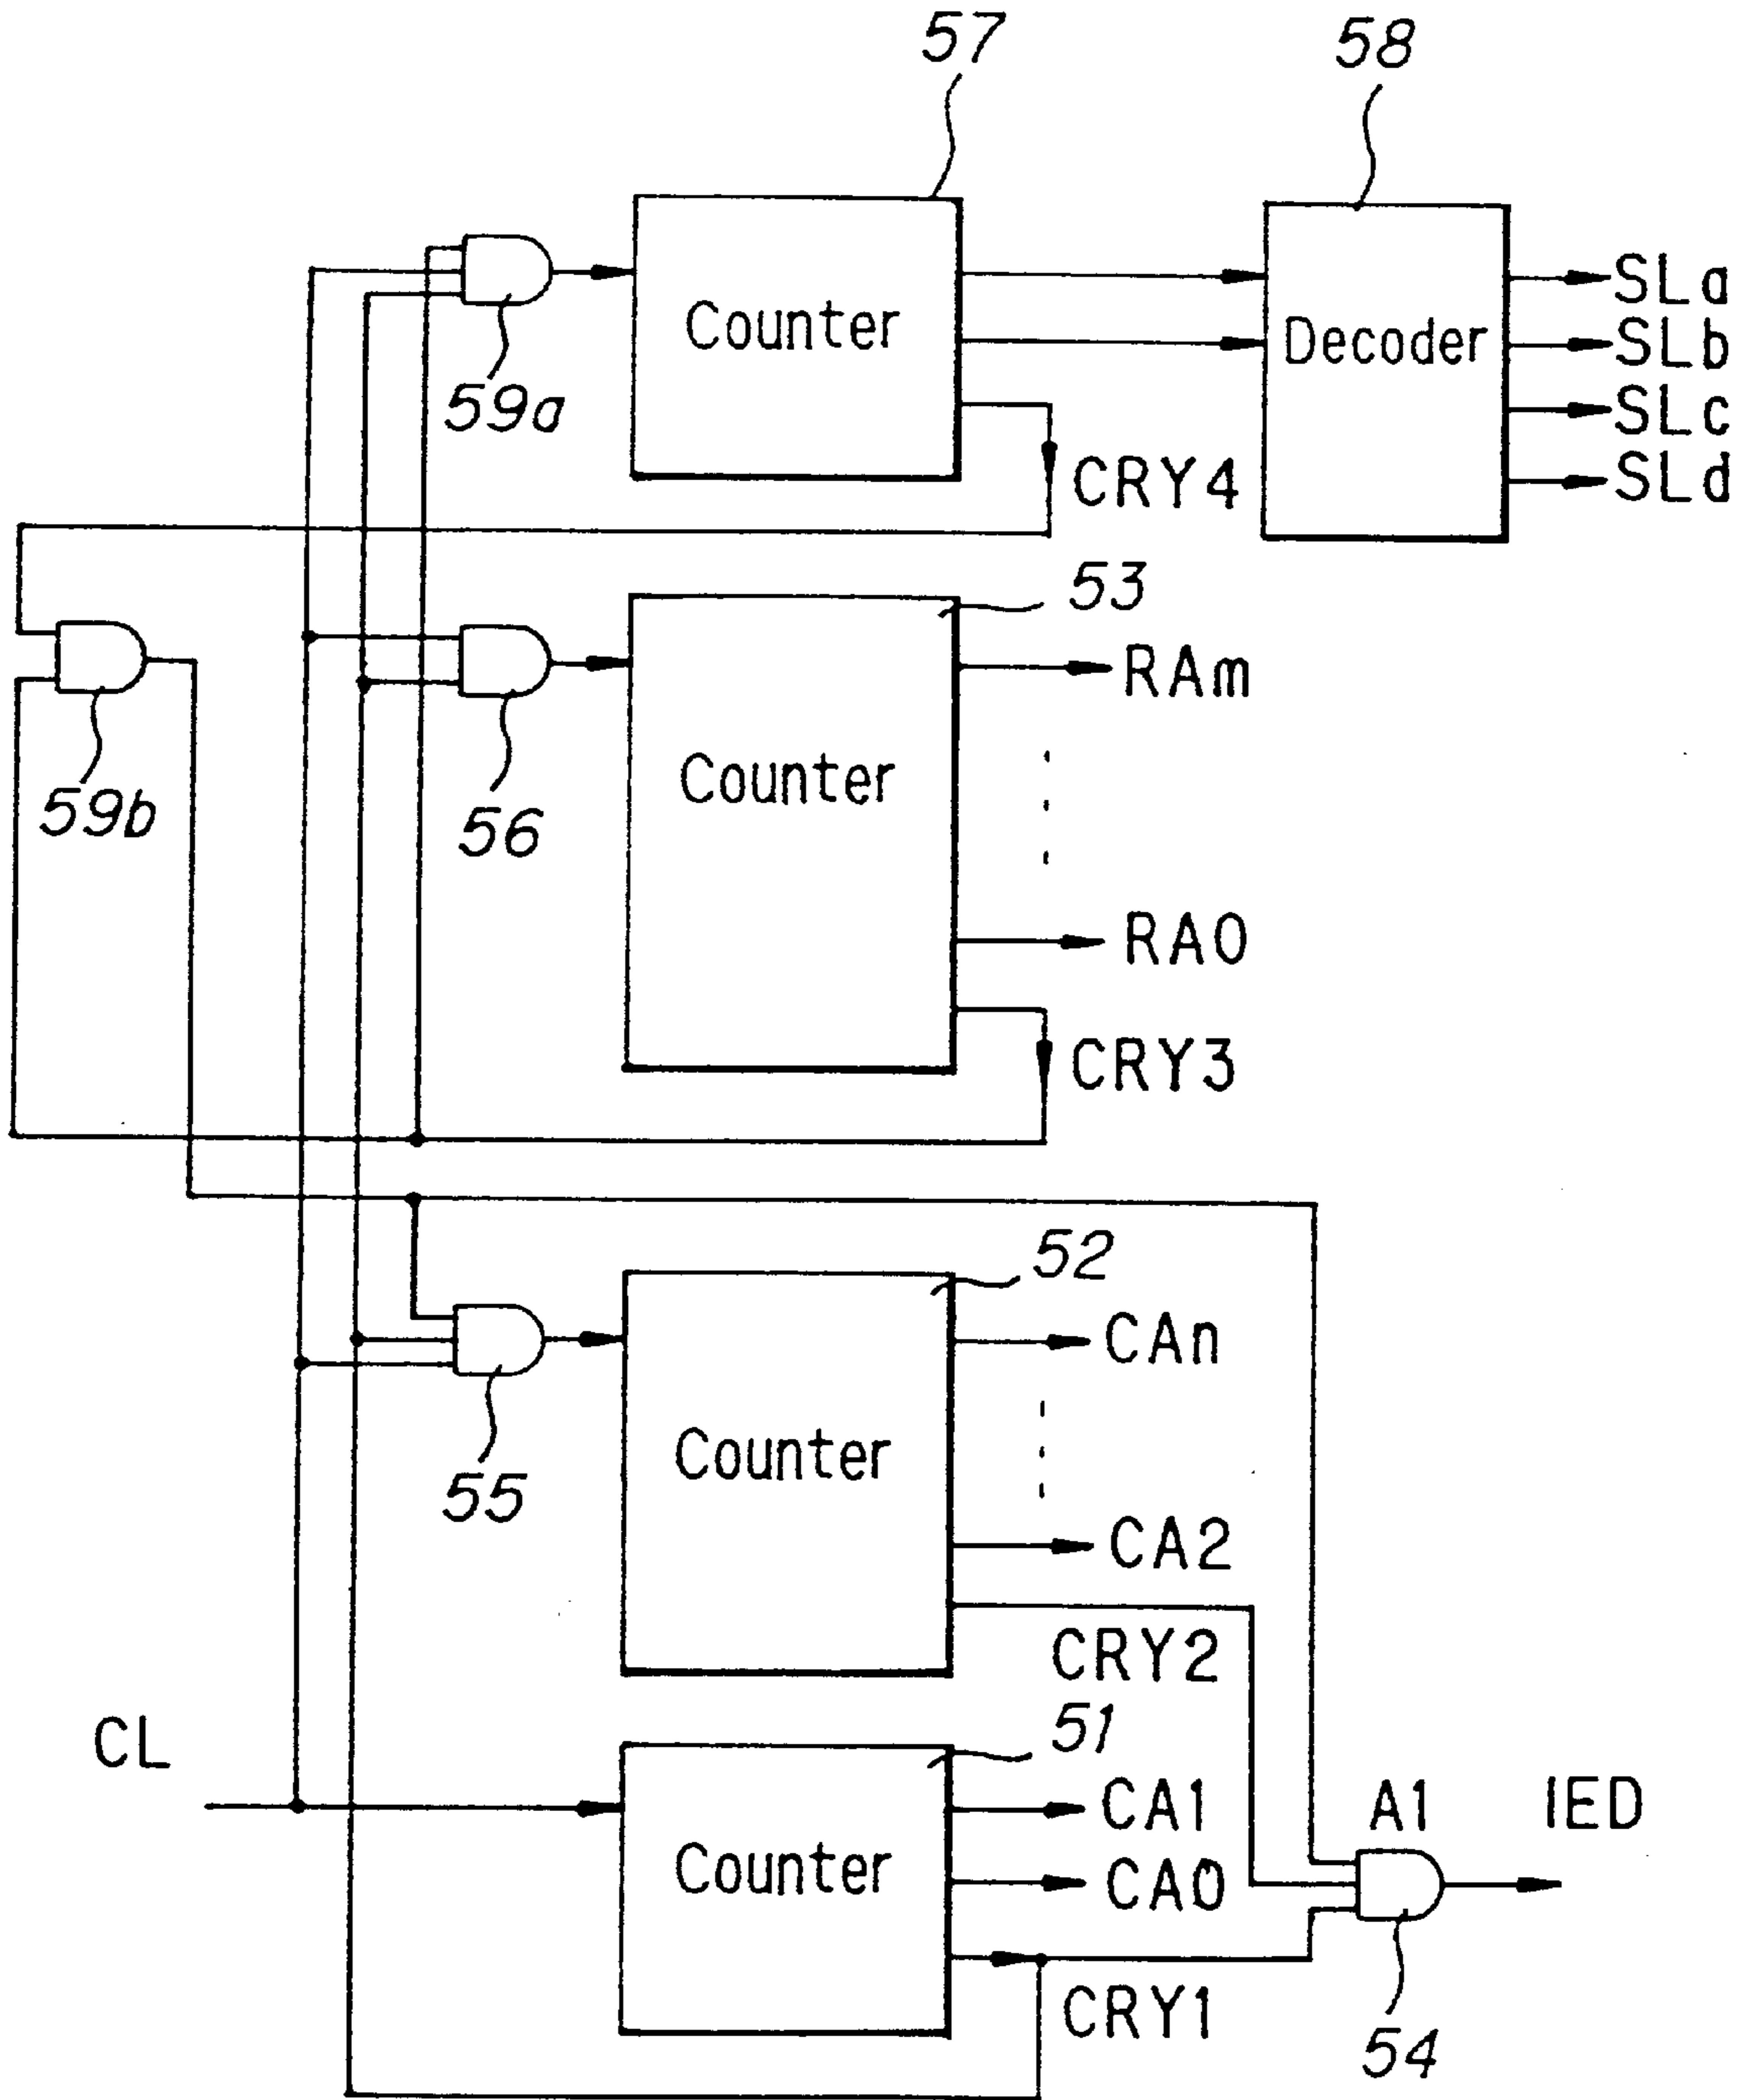 57
58
59a
Counter
Decoder
SLa
SLb
SLc
SLd
CRY4
53
59b
56
Counter
RAm
RA0
CRY3
52
55
Counter
CAn
CA2
CRY2
51
CL
Counter
CA1
CA0
CRY1
A1
IED
54